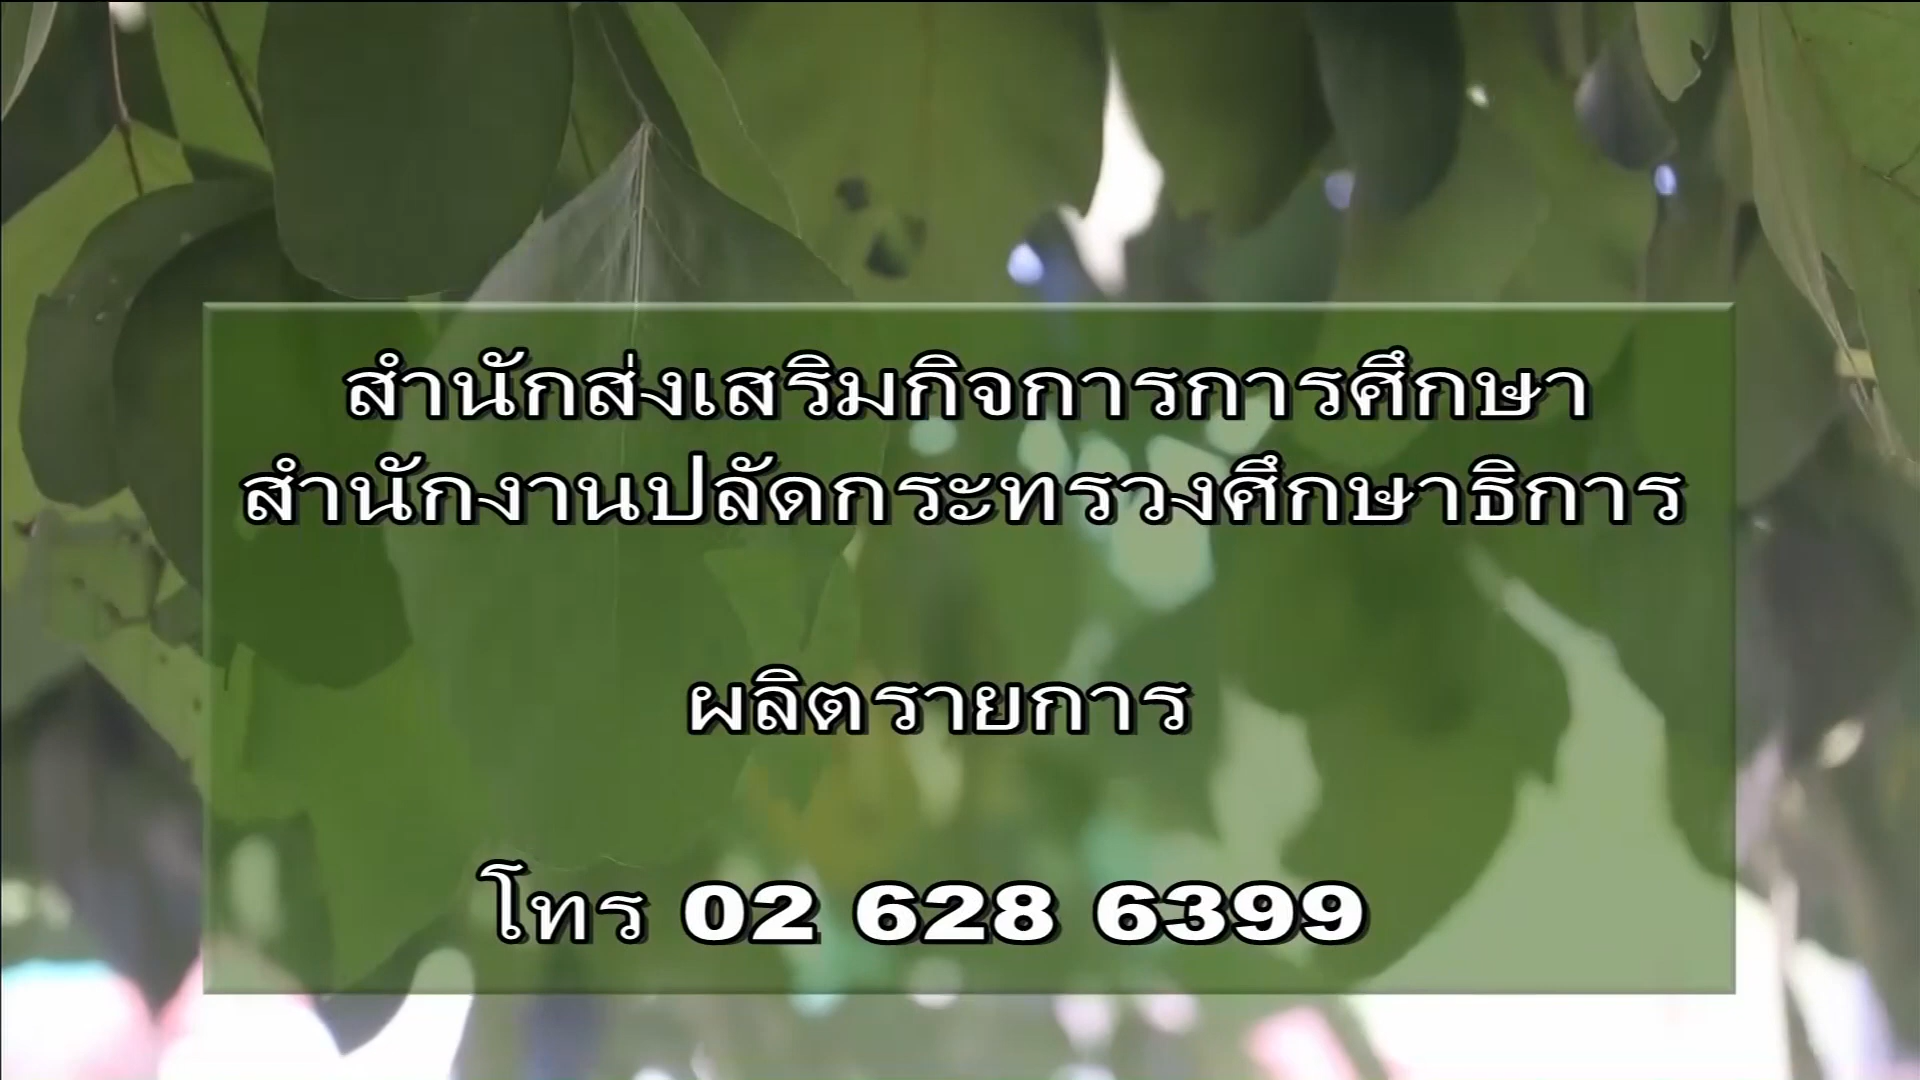 สำนักส่งเสริมกิจการการศึกษา
สำนักงานปลัดกระทรวงศึกษาธิการ
ผลิตรายการ
โทร 02 628 6399